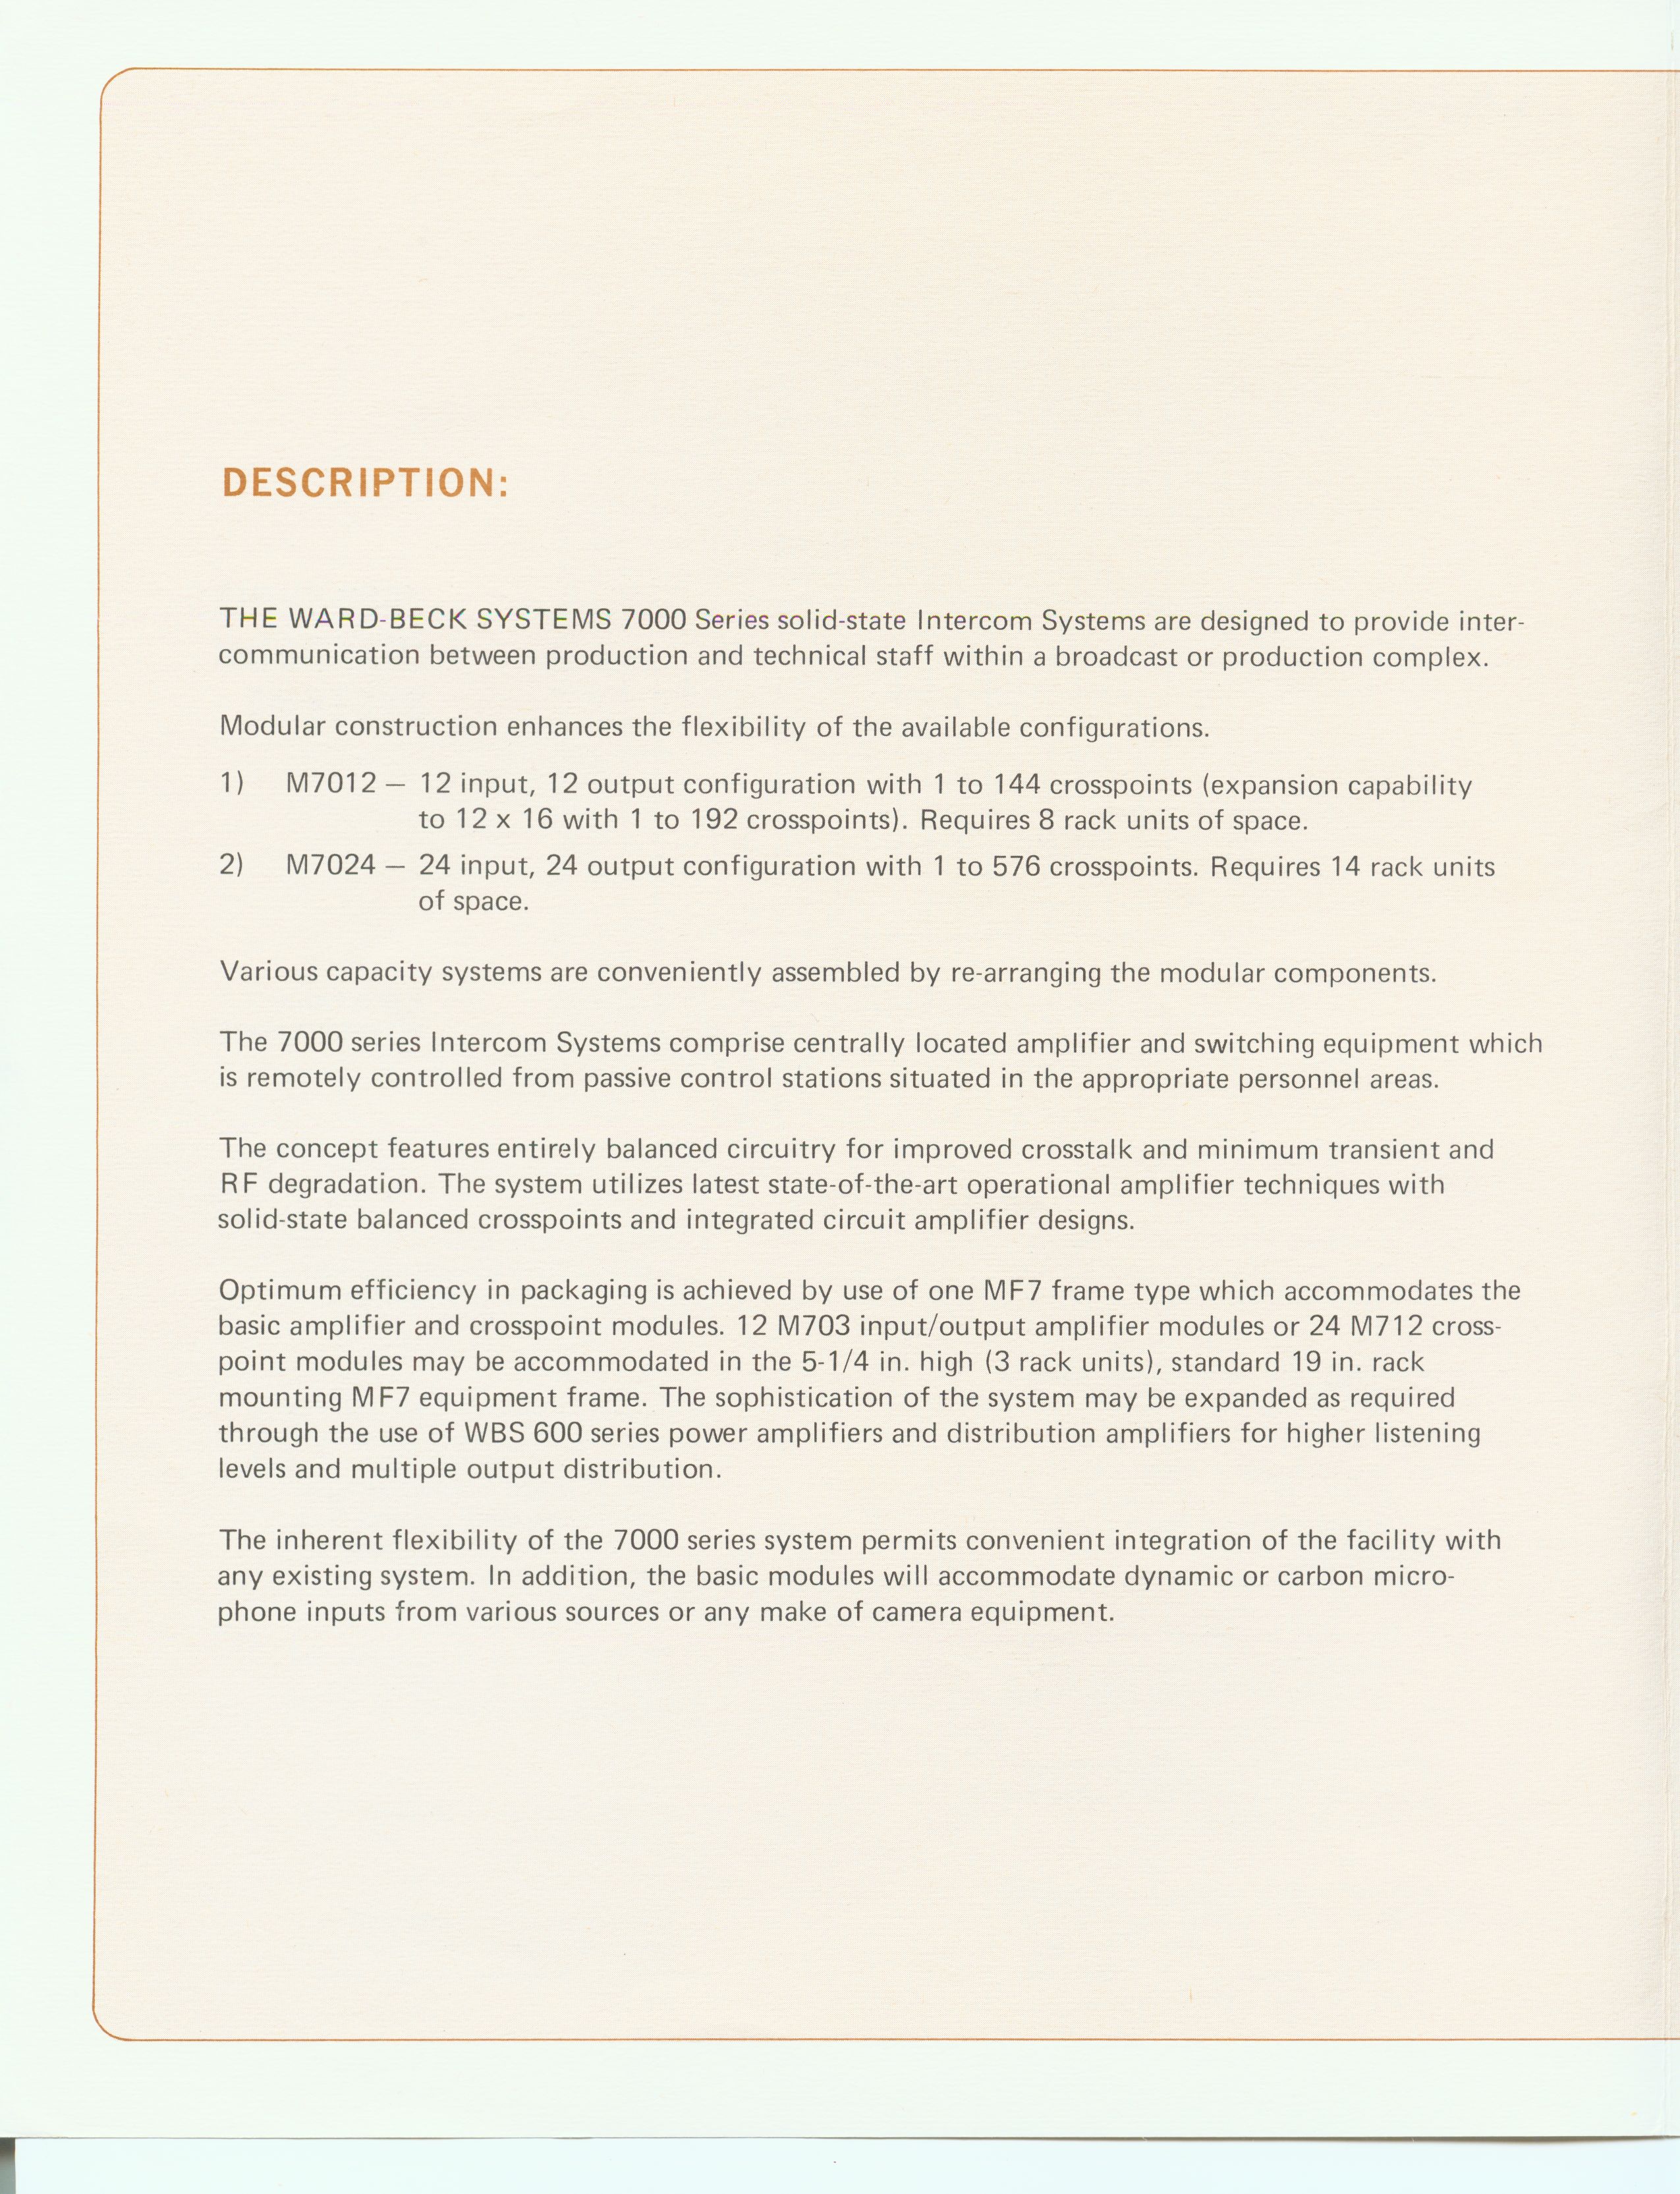 DESCRIPTION:
THE WARD-BECK SYSTEMS 7000 Series solid-state Intercom Systems are designed to provide inter-
communication between production and technical staff within a broadcast or production complex.
Modular construction enhances the flexibility of the available configurations.
1) M7012 – 12 input, 12 output configuration with 1 to 144 crosspoints (expansion capability
to 12 x 16 with 1 to 192 crosspoints). Requires 8 rack units of space.
2) M7024 – 24 input, 24 output configuration with 1 to 576 crosspoints. Requires 14 rack units
of space.
Various capacity systems are conveniently assembled by re-arranging the modular components.
The 7000 series Intercom Systems comprise centrally located amplifier and switching equipment which
is remotely controlled from passive control stations situated in the appropriate personnel areas.
The concept features entirely balanced circuitry for improved crosstalk and minimum transient and
RF degradation. The system utilizes latest state-of-the-art operational amplifier techniques with
solid-state balanced crosspoints and integrated circuit amplifier designs.
Optimum efficiency in packaging is achieved by use of one MF7 frame type which accommodates the
basic amplifier and crosspoint modules. 12 M703 input/output amplifier modules or 24 M712 cross-
point modules may be accommodated in the 5-1/4 in. high (3 rack units), standard 19 in. rack
mounting MF7 equipment frame. The sophistication of the system may be expanded as required
through the use of WBS 600 series power amplifiers and distribution amplifiers for higher listening
levels and multiple output distribution.
The inherent flexibility of the 7000 series system permits convenient integration of the facility with
any existing system. In addition, the basic modules will accommodate dynamic or carbon micro-
phone inputs from various sources or any make of camera equipment.